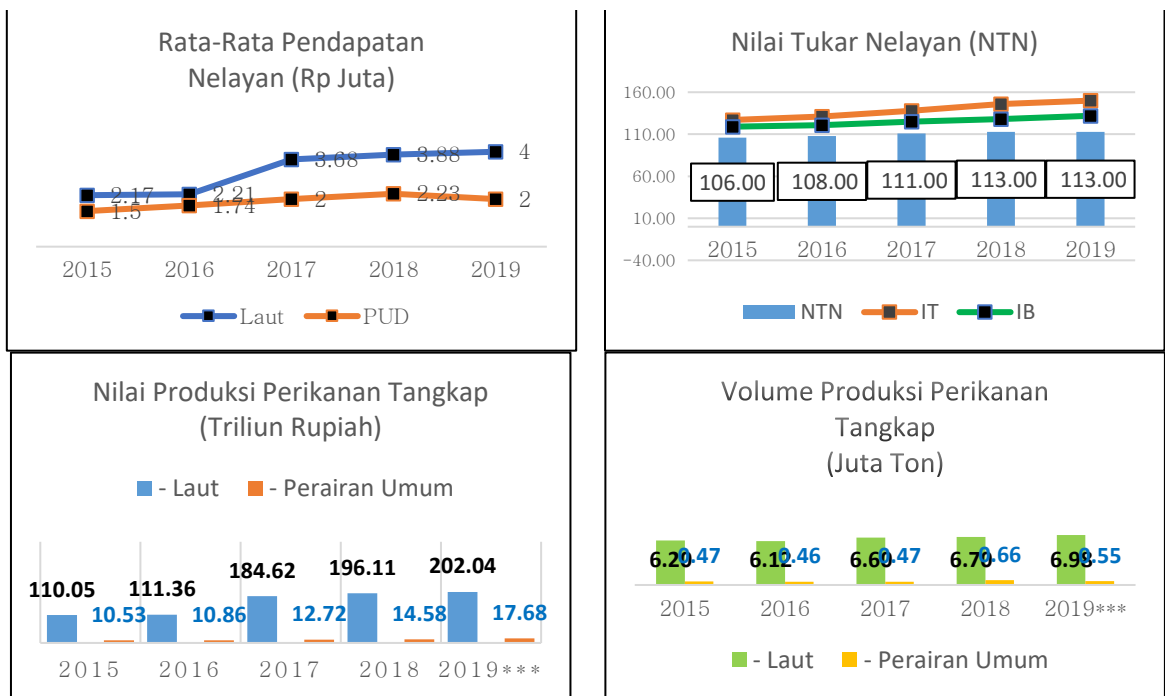 Rata-Rata Pendapatan
Nelayan (Rp Juta)
2.17 2.21 3.68 3.88 4
1.5 1.74 2 2.23 2
2015 2016 2017 2018 2019
Laut PUD
Nilai Tukar Nelayan (NTN)
160.00
110.00
60.00
10.00
-40.00
106.00 108.00 111.00 113.00 113.00
2015 2016 2017 2018 2019
NTN IT IB
Nilai Produksi Perikanan Tangkap
(Triliun Rupiah)
- Laut - Perairan Umum
110.05 111.36 184.62 196.11 202.04
10.53 10.86 12.72 14.58 17.68
2015 2016 2017 2018 2019***
Volume Produksi Perikanan
Tangkap
(Juta Ton)
6.20 0.47 6.12 0.46 6.60 0.47 6.70 0.66 6.98 0.55
2015 2016 2017 2018 2019***
- Laut - Perairan Umum